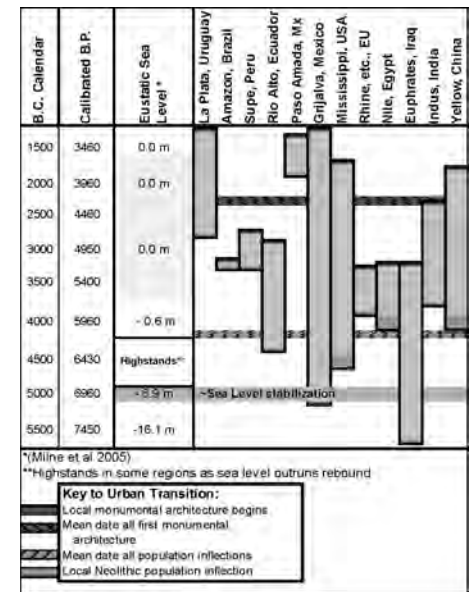 B.C. Calendar
Calibrated B.P.
Eustatic Sea Level *
La Plata, Uruguay
Amazon, Brazil
Supe, Peru
Rio Alto, Ecuador
Paso Amada, Mx
Grijalva, Mexico
Mississippi, USA
Rhine, etc., EU
Nile, Egypt
Euphrates, Iraq
Indus, India
Yellow, China
1500 3460 0.0 m
2000 3960 0.0 m
2500 4460
3000 4950 0.0 m
3500 5400
4000 5960 - 0.6 m
4500 6430 Highstands**
5000 6960 - 8.9 m ~Sea Level stabilization
5500 7450 -16.1 m
*(Milne et al 2005)
**Highstands in some regions as sea level outruns rebound
Key to Urban Transition:
Local monumental architecture begins
Mean date all first monumental
architecture
Mean date all population inflections
Local Neolithic population inflection